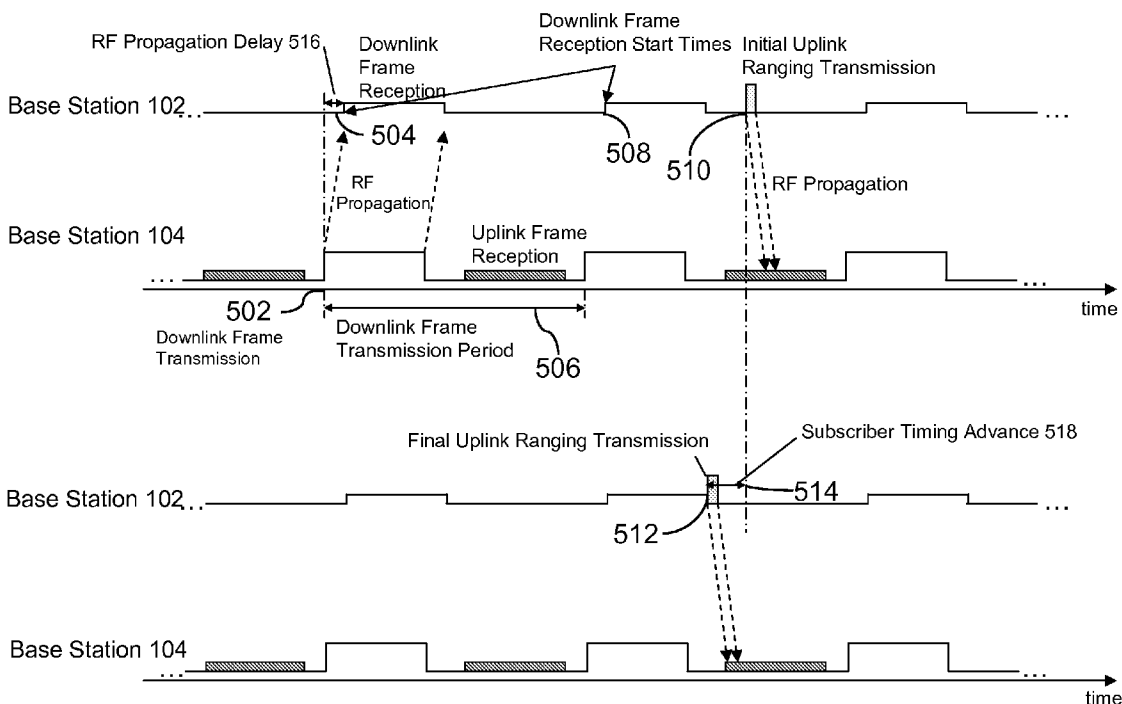 Downlink Frame
Reception Start Times
RF Propagation Delay 516
Downlink
Frame
Reception
Initial Uplink
Ranging Transmission
Base Station 102
...
...
504
508
510
RF
Propagation
RF Propagation
Base Station 104
Uplink Frame
Reception
...
...
502
time
Downlink Frame
Transmission
Downlink Frame
Transmission Period
506
Final Uplink Ranging Transmission
Subscriber Timing Advance 518
Base Station 102
...
...
514
512
Base Station 104
...
...
time